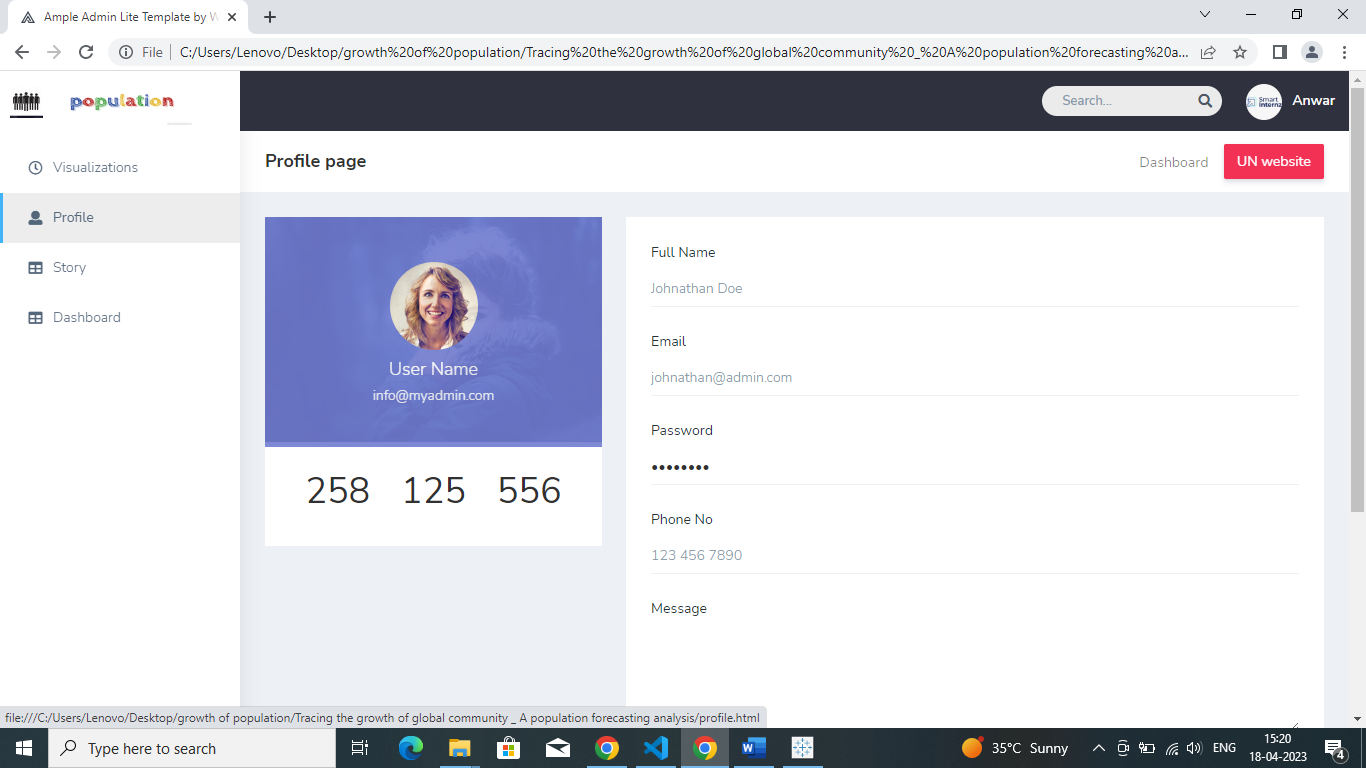 Ample Admin Lite Template by W
File
C:/Users/Lenovo/Desktop/growth%20of%20population/Tracing%20the%20growth%20of%20global%20community%20_%20A%20population%20forecasting%20a...
population
Search...
Smart
Internz
Anwar
Visualizations
Profile
Story
Dashboard
Profile page
Dashboard
UN website
User Name
info@myadmin.com
258 125 556
Full Name
Johnathan Doe
Email
johnathan@admin.com
Password
••••••••
Phone No
123 456 7890
Message
file:///C:/Users/Lenovo/Desktop/growth of population/Tracing the growth of global community _ A population forecasting analysis/profile.html
Type here to search
35°C Sunny
ENG
15:20
18-04-2023
4